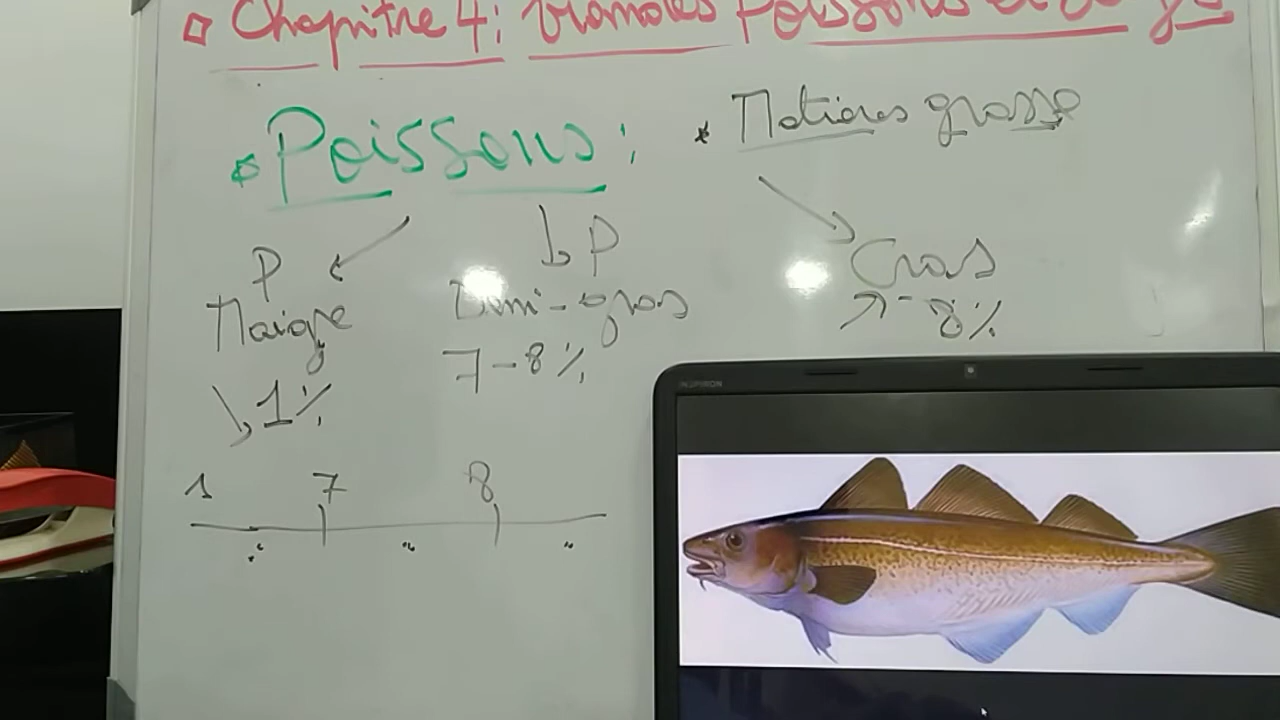 Chapitre 4: Viandes Poissons et
* Poissons :
* Matières grasse
P
Maigre
↘ 1%
↳ P
Demi-gras
7-8%
Gras
↗ - 8%
1 7 8
INSPIRON